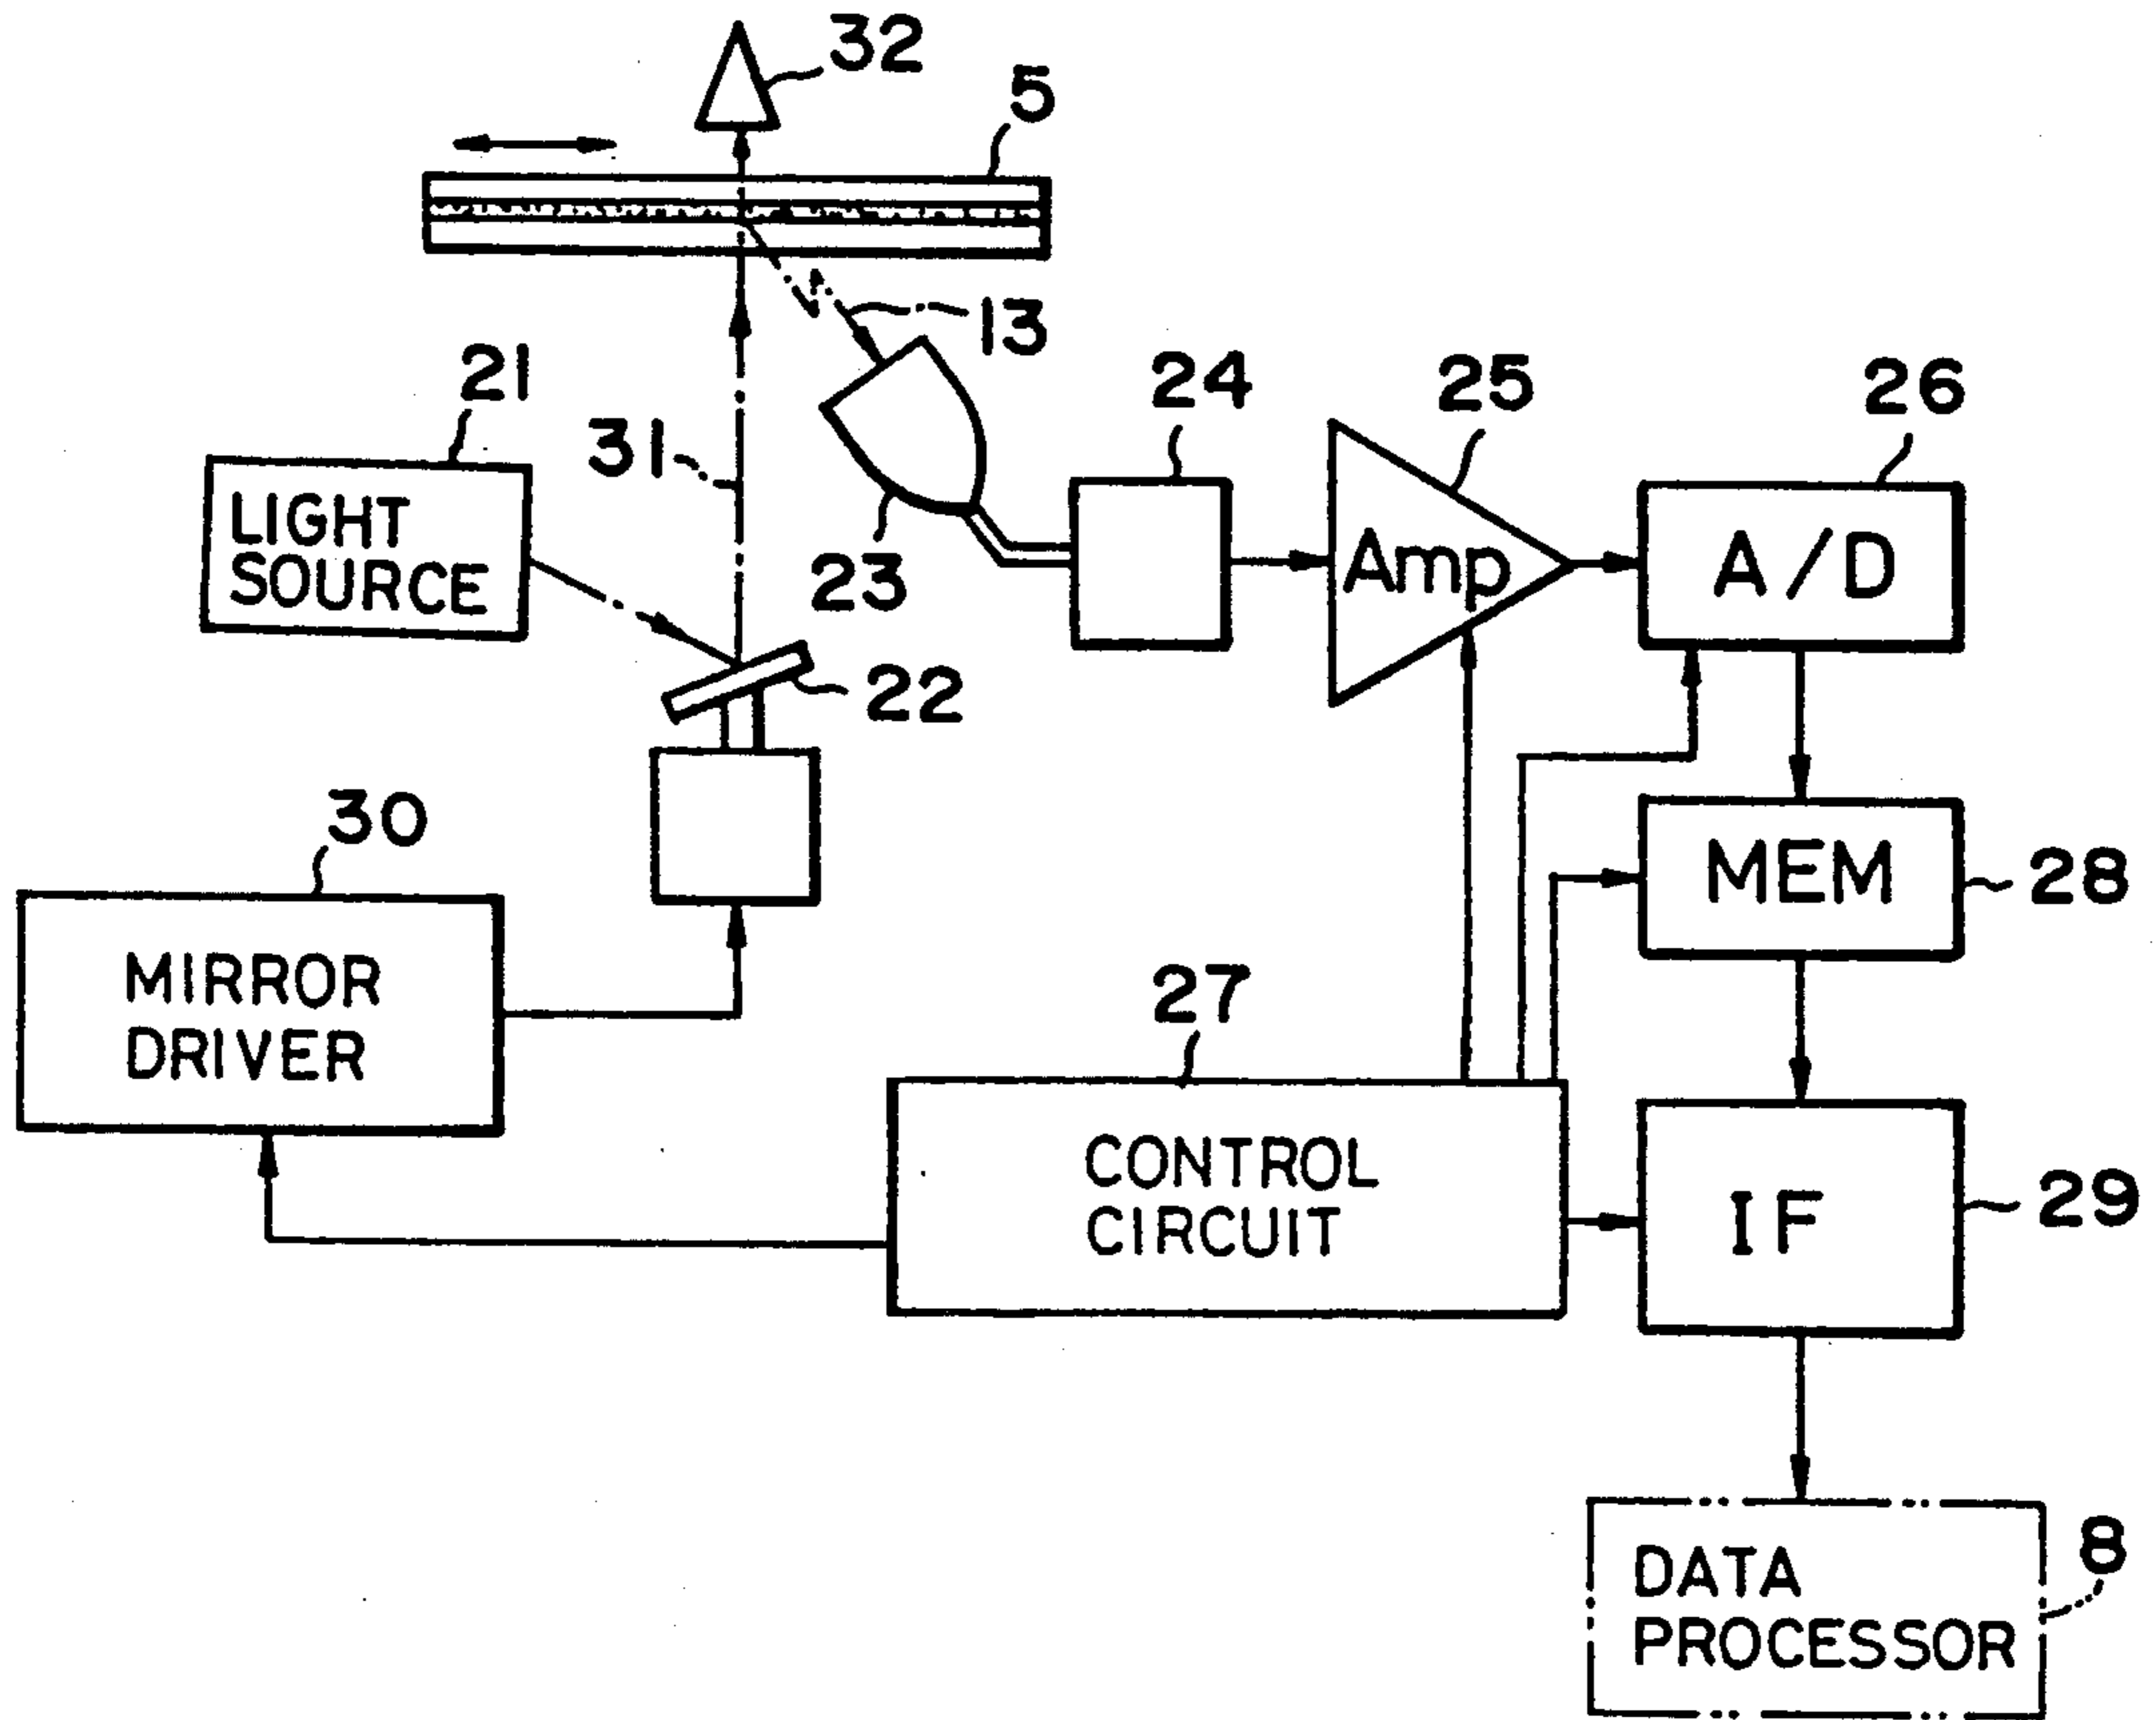 32
5
13
21
LIGHT
SOURCE
31
23
24
25
Amp
26
A/D
22
30
MIRROR
DRIVER
MEM
28
27
CONTROL
CIRCUIT
IF
29
DATA
PROCESSOR
8